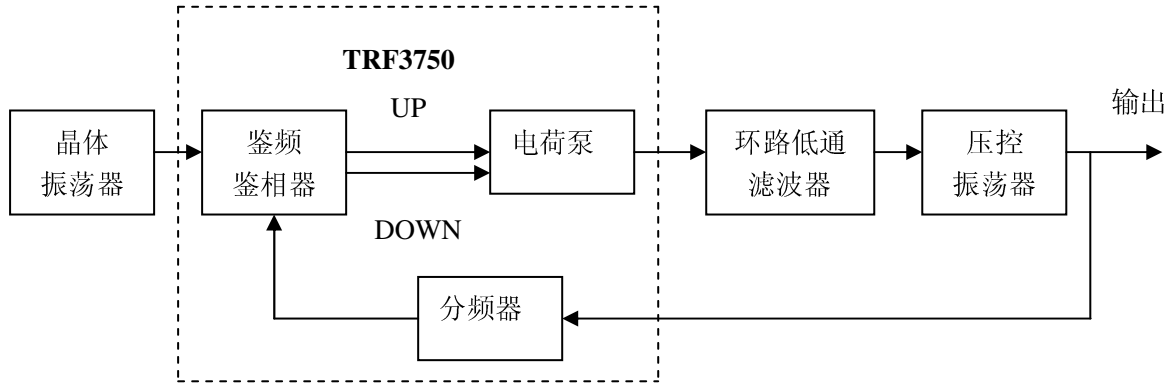 TRF3750
UP
输出
晶体
振荡器
鉴频
鉴相器
电荷泵
环路低通
滤波器
压控
振荡器
DOWN
分频器